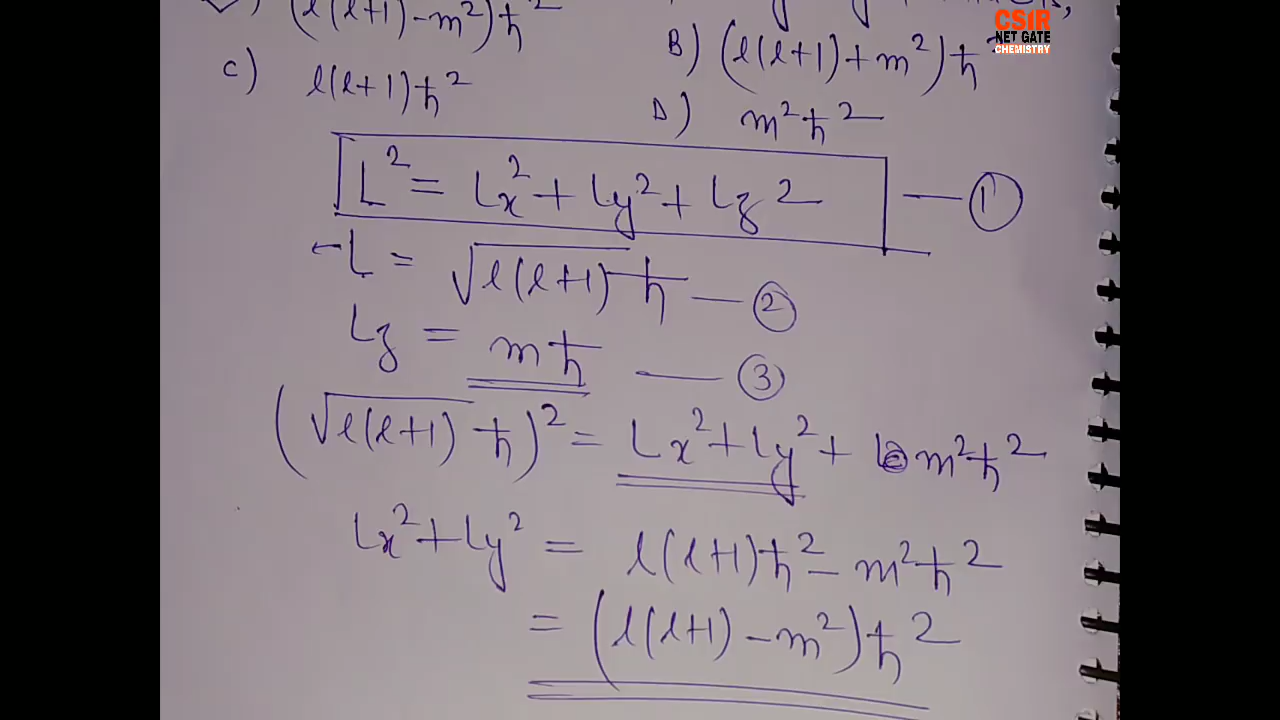 (l(l+1)-m²)ħ²
CSIR
NET GATE
CHEMISTRY
B) (l(l+1)+m²)ħ²
C) l(l+1)ħ²
D) m²ħ²
L² = Lx² + Ly² + Lz² — ①
L = √l(l+1) ħ — ②
Lz = mħ — ③
(√l(l+1) ħ)² = Lx² + Ly² + m²ħ²
Lx² + Ly² = l(l+1)ħ² - m²ħ²
= (l(l+1) - m²)ħ²